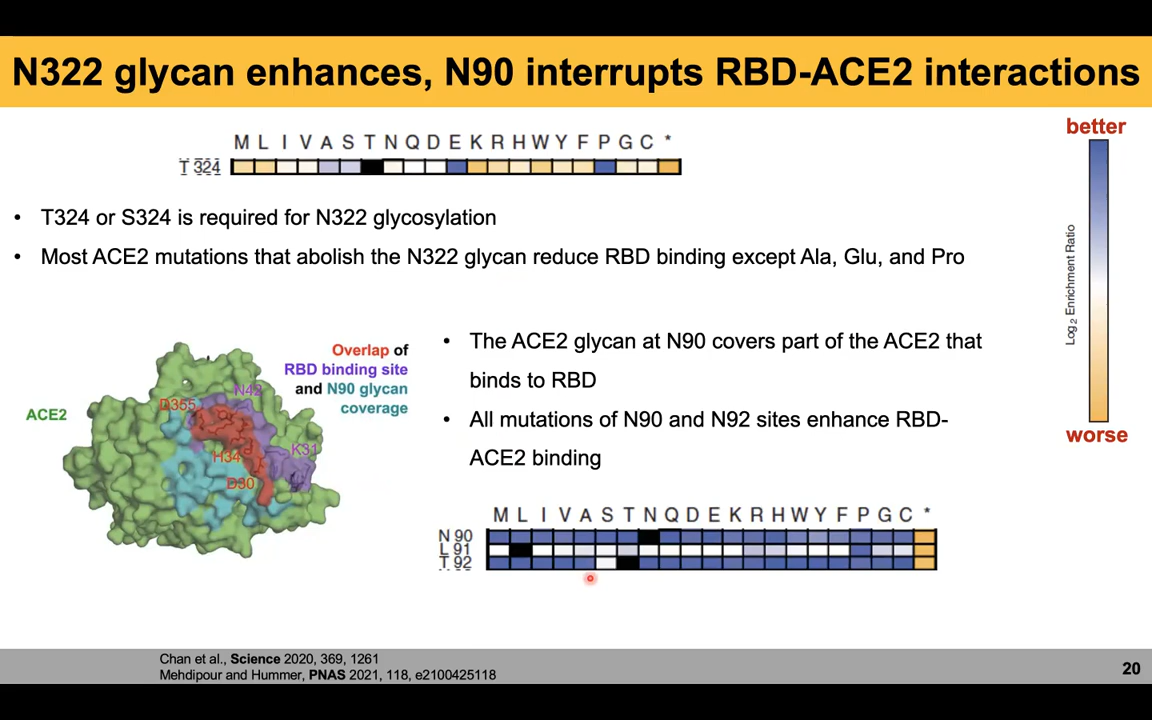 N322 glycan enhances, N90 interrupts RBD-ACE2 interactions
M L I V A S T N Q D E K R H W Y F P G C *
T 324
better
Log2 Enrichment Ratio
worse
• T324 or S324 is required for N322 glycosylation
• Most ACE2 mutations that abolish the N322 glycan reduce RBD binding except Ala, Glu, and Pro
Overlap of
RBD binding site
and N90 glycan
coverage
ACE2
N42
D355
K31
H34
D30
• The ACE2 glycan at N90 covers part of the ACE2 that
binds to RBD
• All mutations of N90 and N92 sites enhance RBD-
ACE2 binding
M L I V A S T N Q D E K R H W Y F P G C *
N 90
L 91
T 92
Chan et al., Science 2020, 369, 1261
Mehdipour and Hummer, PNAS 2021, 118, e2100425118
20